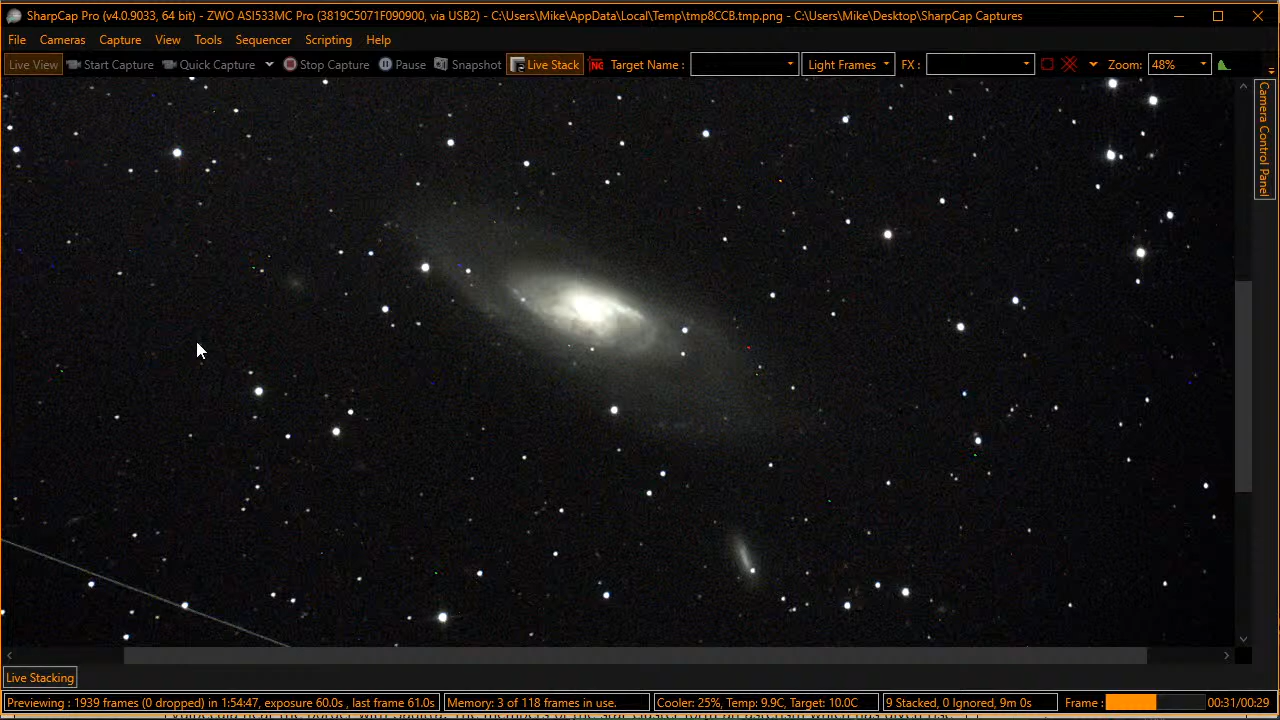 SharpCap Pro (v4.0.9033, 64 bit) - ZWO ASI533MC Pro (3819C5071F090900, via USB2) - C:\Users\Mike\AppData\Local\Temp\tmp8CCB.tmp.png - C:\Users\Mike\Desktop\SharpCap Captures
File Cameras Capture View Tools Sequencer Scripting Help
Live View Start Capture Quick Capture Stop Capture Pause Snapshot Live Stack NC Target Name : Light Frames FX : Zoom: 48%
Camera Control Panel
Live Stacking
Previewing : 1939 frames (0 dropped) in 1:54:47, exposure 60.0s , last frame 61.0s Memory: 3 of 118 frames in use. Cooler: 25%, Temp: 9.9C, Target: 10.0C 9 Stacked, 0 Ignored, 9m 0s Frame : 00:31/00:29